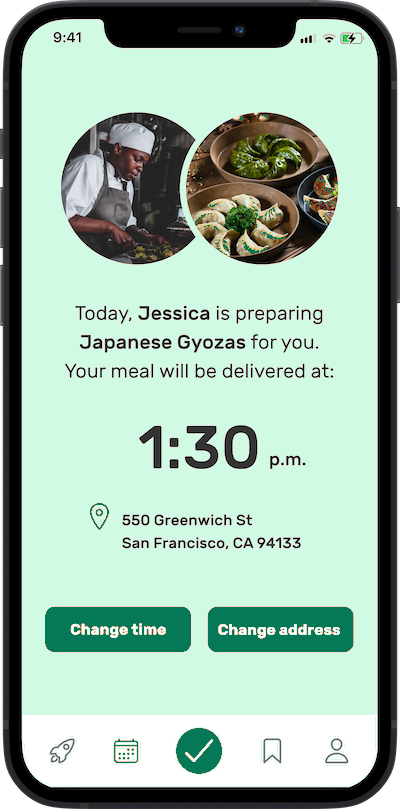 9:41
Today, Jessica is preparing
Japanese Gyozas for you.
Your meal will be delivered at:
1:30 p.m.
550 Greenwich St
San Francisco, CA 94133
Change time
Change address